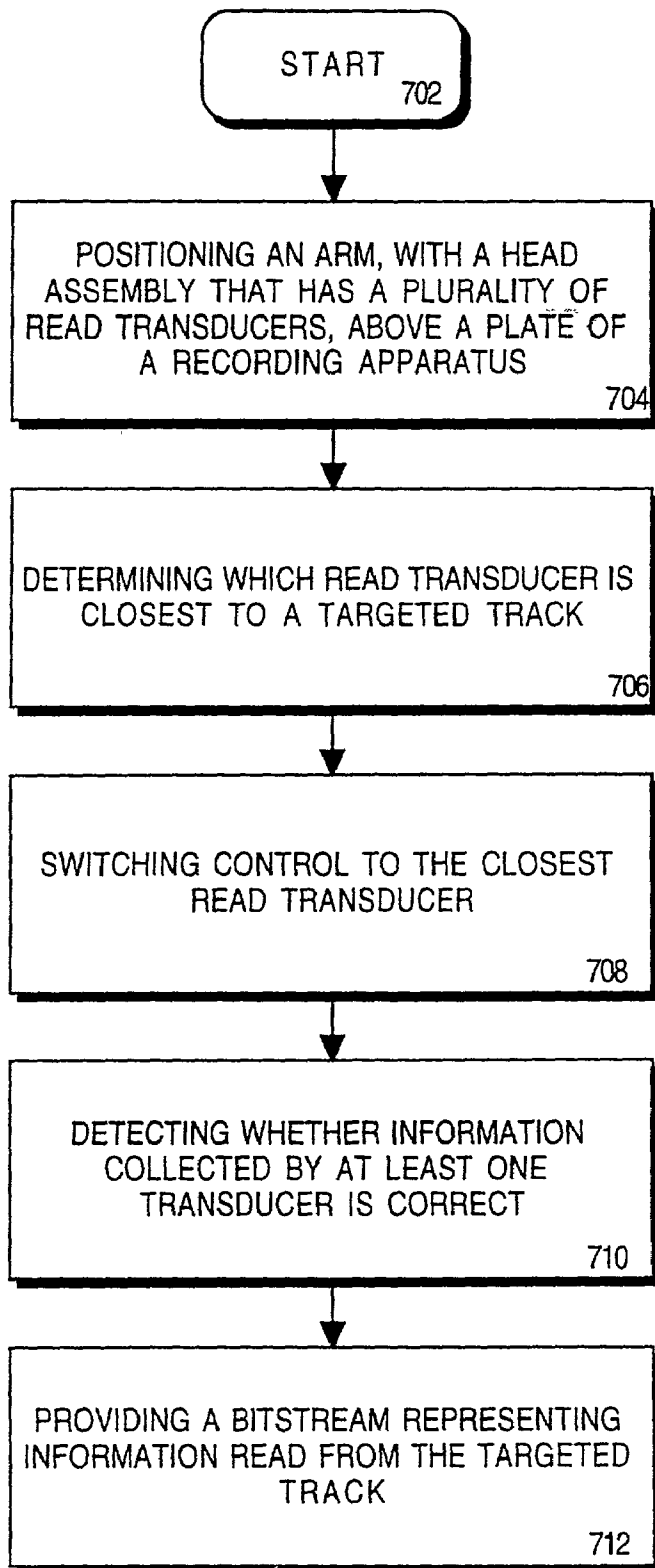 START
702
POSITIONING AN ARM, WITH A HEAD
ASSEMBLY THAT HAS A PLURALITY OF
READ TRANSDUCERS, ABOVE A PLATE OF
A RECORDING APPARATUS
704
DETERMINING WHICH READ TRANSDUCER IS
CLOSEST TO A TARGETED TRACK
706
SWITCHING CONTROL TO THE CLOSEST
READ TRANSDUCER
708
DETECTING WHETHER INFORMATION
COLLECTED BY AT LEAST ONE
TRANSDUCER IS CORRECT
710
PROVIDING A BITSTREAM REPRESENTING
INFORMATION READ FROM THE TARGETED
TRACK
712